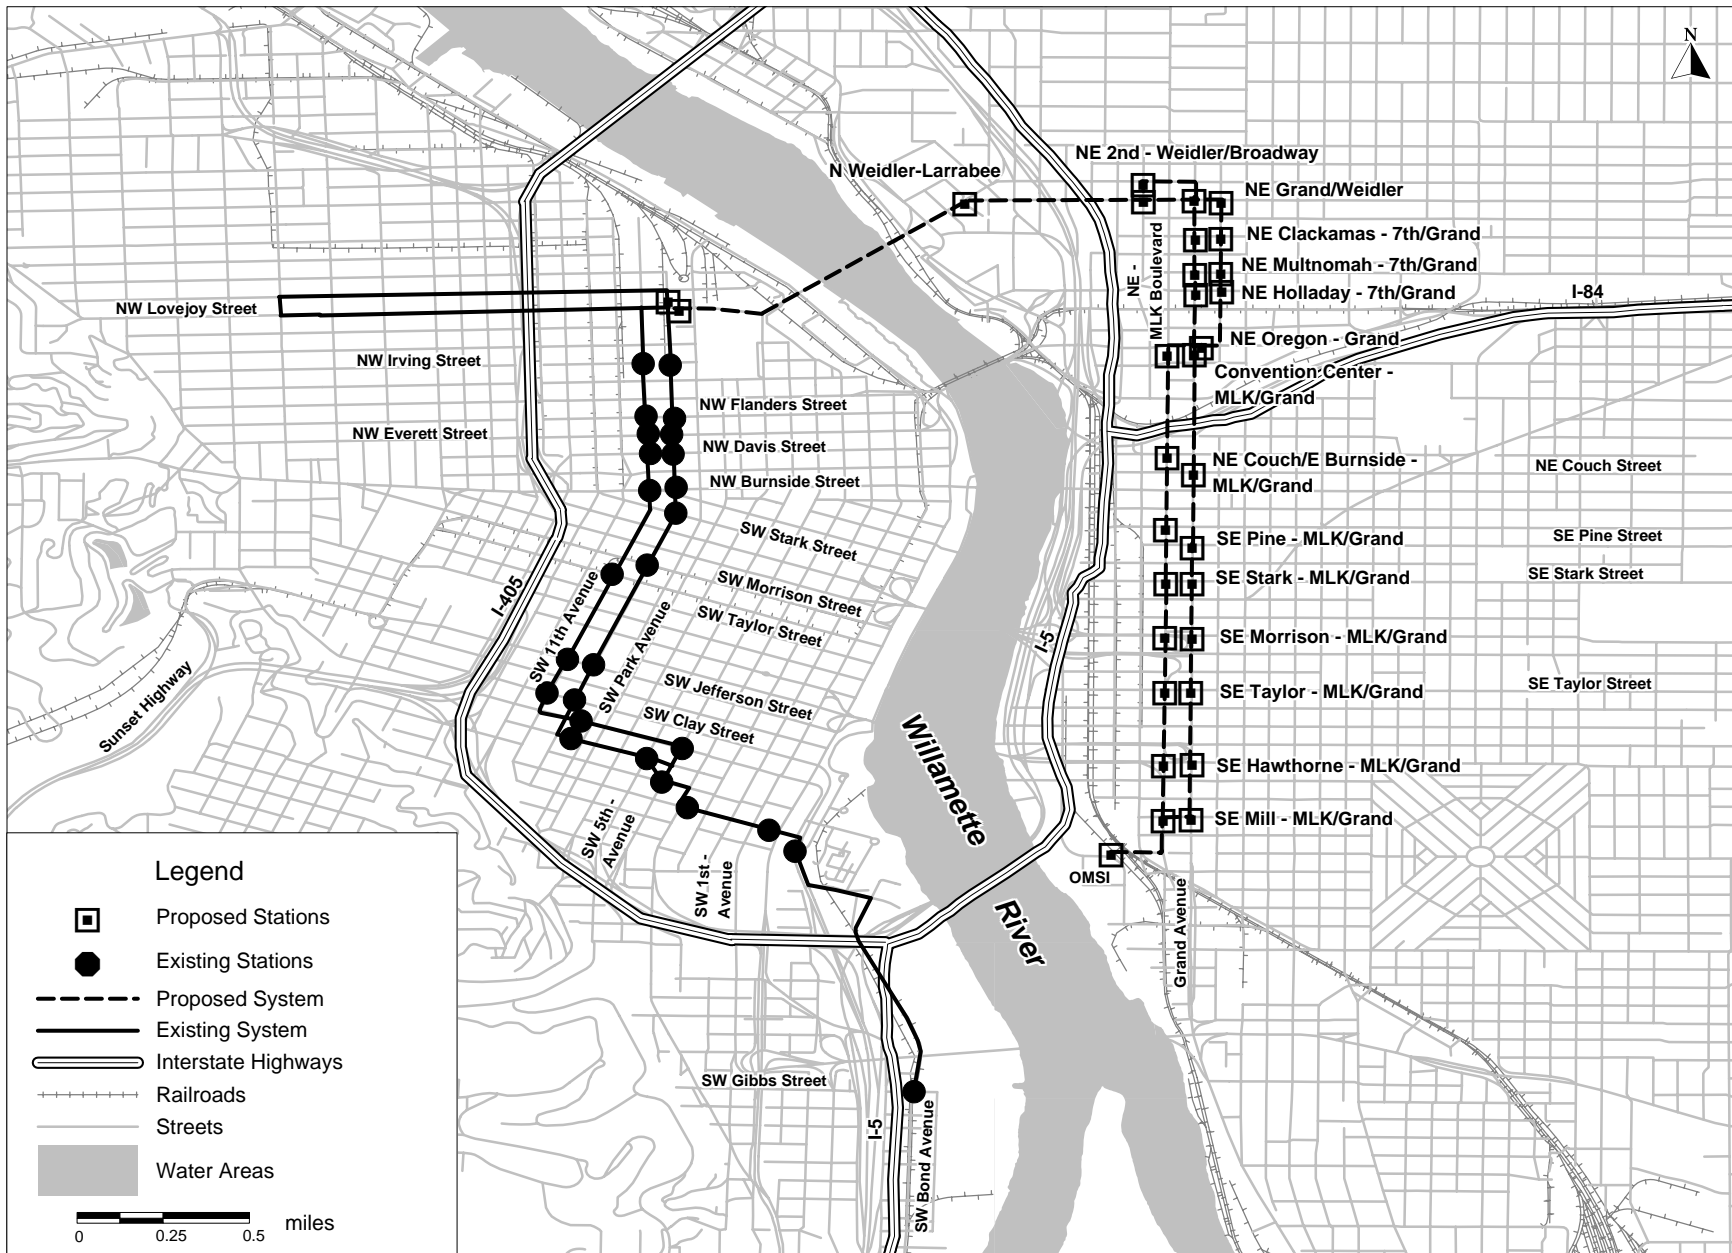 N
NE 2nd - Weidler/Broadway
N Weidler-Larrabee
NE Grand/Weidler
NE Clackamas - 7th/Grand
NE -
MLK Boulevard
NE Multnomah - 7th/Grand
NE Holladay - 7th/Grand
I-84
NW Lovejoy Street
NE Oregon - Grand
NW Irving Street
Convention Center -
MLK/Grand
NW Flanders Street
NW Everett Street
NW Davis Street
NE Couch/E Burnside -
MLK/Grand
NE Couch Street
NW Burnside Street
SW Stark Street
SE Pine - MLK/Grand
SE Pine Street
SE Stark - MLK/Grand
SE Stark Street
I-405
SW 11th Avenue
SW Morrison Street
SW Taylor Street
I-5
SE Morrison - MLK/Grand
SW Park Avenue
SW Jefferson Street
SE Taylor - MLK/Grand
SE Taylor Street
Sunset Highway
SW Clay Street
Willamette
River
SE Hawthorne - MLK/Grand
SE Mill - MLK/Grand
SW 5th -
Avenue
SW 1st -
Avenue
OMSI
Grand Avenue
SW Gibbs Street
I-5
SW Bond Avenue
Legend
Proposed Stations
Existing Stations
Proposed System
Existing System
Interstate Highways
Railroads
Streets
Water Areas
0 0.25 0.5 miles